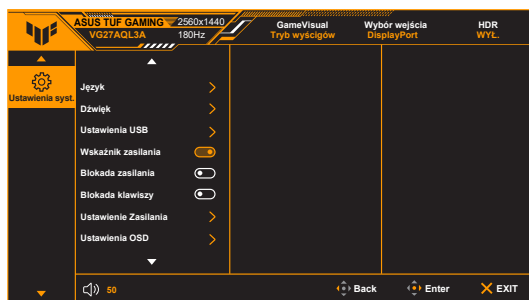 ASUS TUF GAMING 2560x1440
VG27AQL3A 180Hz
GameVisual
Tryb wyścigów
Wybór wejścia
DisplayPort
HDR
WYŁ.
Ustawienia syst.
Język
Dźwięk
Ustawienia USB
Wskaźnik zasilania
Blokada zasilania
Blokada klawiszy
Ustawienie Zasilania
Ustawienia OSD
50
Back
Enter
EXIT